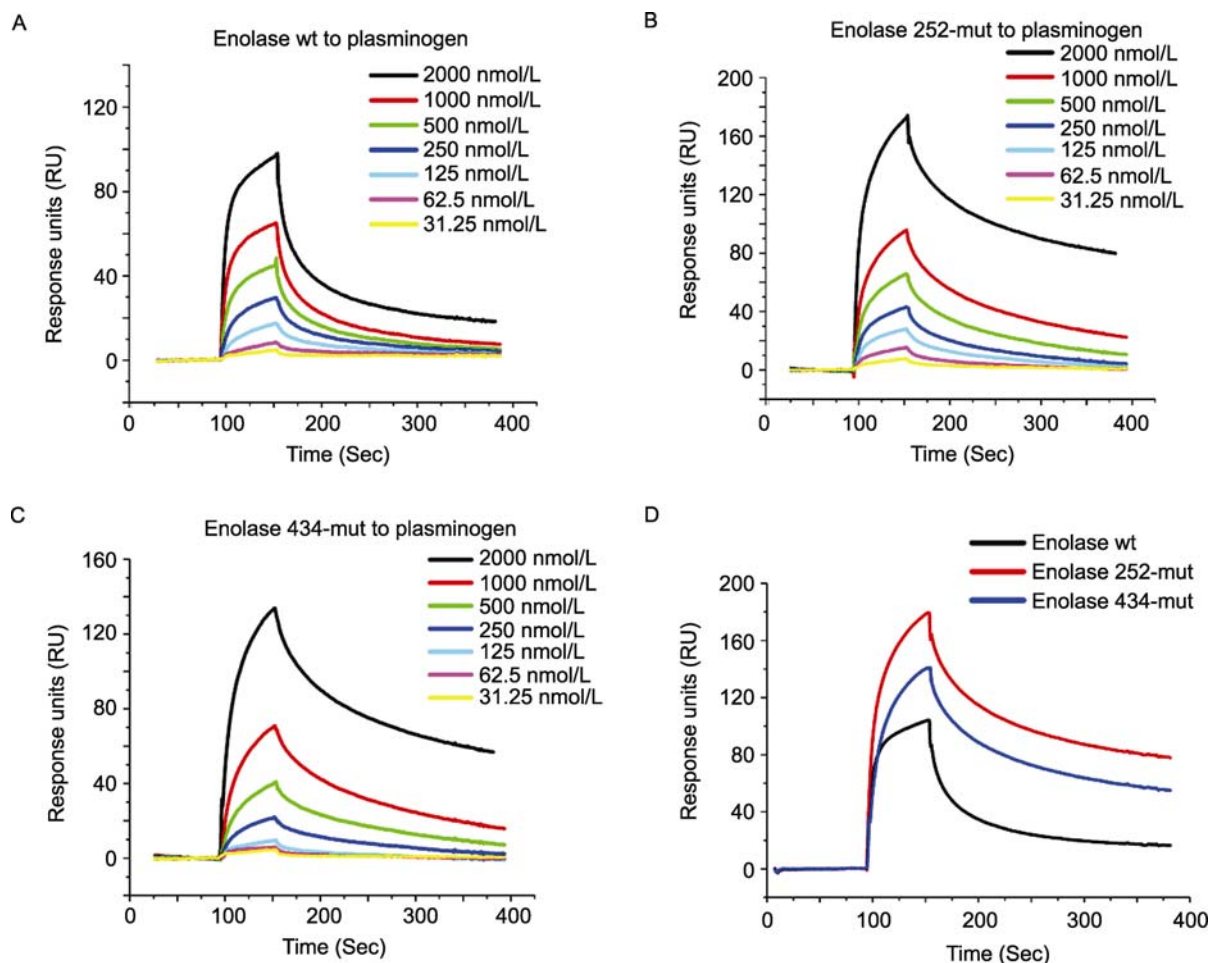 A
Enolase wt to plasminogen
2000 nmol/L
1000 nmol/L
500 nmol/L
250 nmol/L
125 nmol/L
62.5 nmol/L
31.25 nmol/L
Response units (RU)
120
80
40
0
0
100
200
300
400
Time (Sec)
B
Enolase 252-mut to plasminogen
2000 nmol/L
1000 nmol/L
500 nmol/L
250 nmol/L
125 nmol/L
62.5 nmol/L
31.25 nmol/L
Response units (RU)
200
160
120
80
40
0
0
100
200
300
400
Time (Sec)
C
Enolase 434-mut to plasminogen
2000 nmol/L
1000 nmol/L
500 nmol/L
250 nmol/L
125 nmol/L
62.5 nmol/L
31.25 nmol/L
Response units (RU)
160
120
80
40
0
0
100
200
300
400
Time (Sec)
D
Enolase wt
Enolase 252-mut
Enolase 434-mut
Response units (RU)
200
160
120
80
40
0
0
100
200
300
400
Time (Sec)